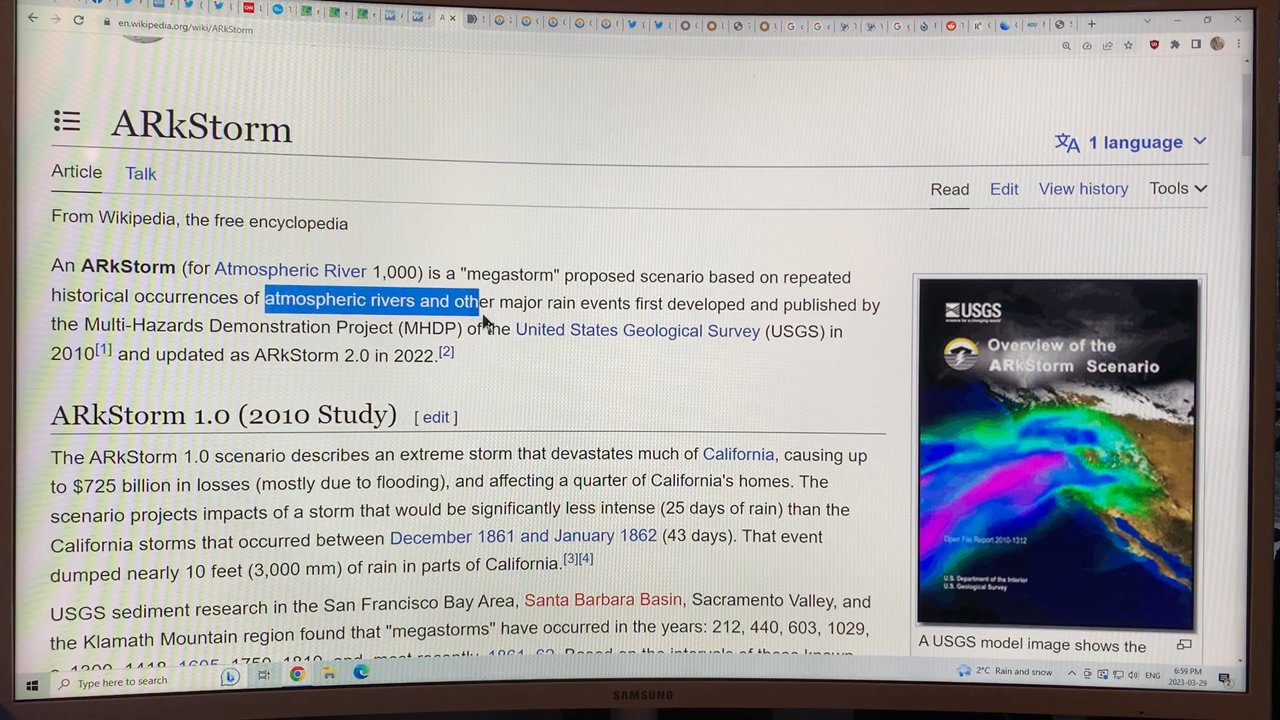 en.wikipedia.org/wiki/ARkStorm
ARkStorm
1 language
Article Talk
Read Edit View history Tools
From Wikipedia, the free encyclopedia
An ARkStorm (for Atmospheric River 1,000) is a "megastorm" proposed scenario based on repeated
historical occurrences of atmospheric rivers and other major rain events first developed and published by
the Multi-Hazards Demonstration Project (MHDP) of the United States Geological Survey (USGS) in
2010[1] and updated as ARkStorm 2.0 in 2022.[2]
ARkStorm 1.0 (2010 Study) [ edit ]
The ARkStorm 1.0 scenario describes an extreme storm that devastates much of California, causing up
to $725 billion in losses (mostly due to flooding), and affecting a quarter of California's homes. The
scenario projects impacts of a storm that would be significantly less intense (25 days of rain) than the
California storms that occurred between December 1861 and January 1862 (43 days). That event
dumped nearly 10 feet (3,000 mm) of rain in parts of California.[3][4]
USGS sediment research in the San Francisco Bay Area, Santa Barbara Basin, Sacramento Valley, and
the Klamath Mountain region found that "megastorms" have occurred in the years: 212, 440, 603, 1029,
USGS
Overview of the
ARkStorm Scenario
Open File Report 2010-1312
U.S. Department of the Interior
U.S. Geological Survey
A USGS model image shows the
Type here to search
2°C Rain and snow
ENG
6:59 PM
2023-03-29
SAMSUNG